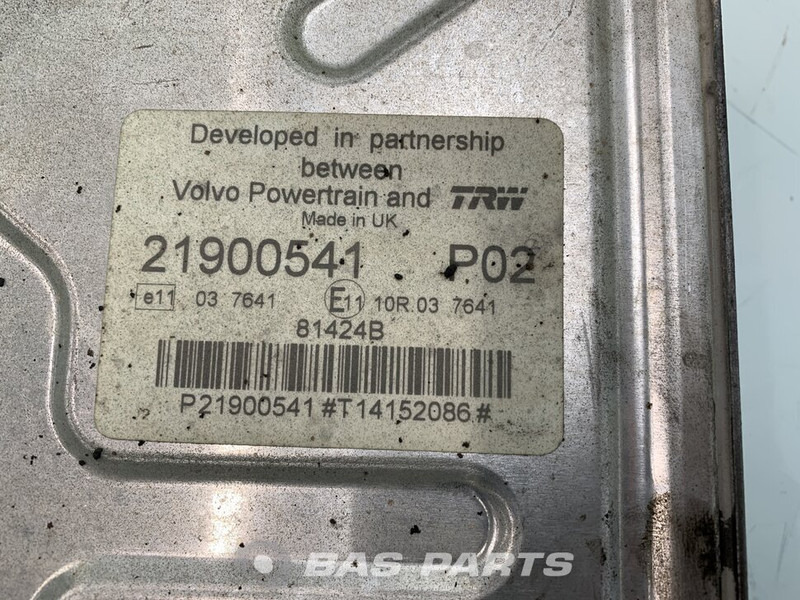 Developed in partnership
between
Volvo Powertrain and TRW
Made in UK
21900541 P02
e11 03 7641 E11 10R 03 7641
81424B
P21900541#T14152086#
BAS PARTS